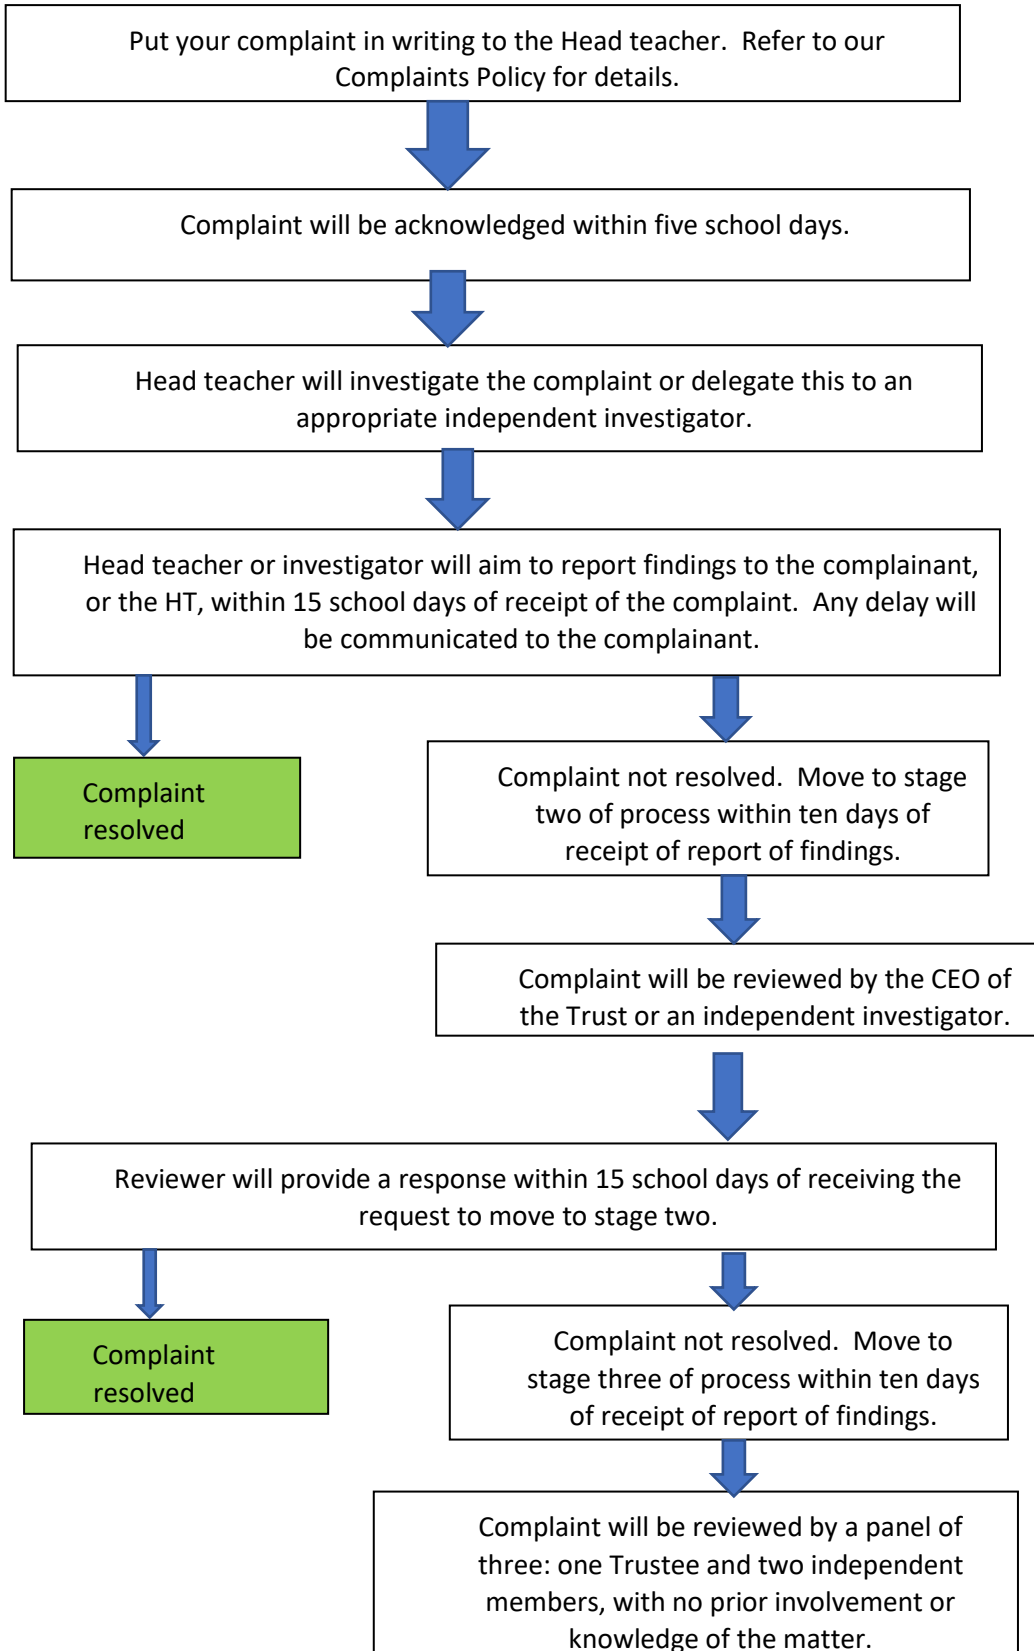 Put your complaint in writing to the Head teacher.  Refer to our
Complaints Policy for details.
Complaint will be acknowledged within five school days.
Head teacher will investigate the complaint or delegate this to an
appropriate independent investigator.
Head teacher or investigator will aim to report findings to the complainant,
or the HT, within 15 school days of receipt of the complaint.  Any delay will
be communicated to the complainant.
Complaint
resolved
Complaint not resolved.  Move to stage
two of process within ten days of
receipt of report of findings.
Complaint will be reviewed by the CEO of
the Trust or an independent investigator.
Reviewer will provide a response within 15 school days of receiving the
request to move to stage two.
Complaint
resolved
Complaint not resolved.  Move to
stage three of process within ten days
of receipt of report of findings.
Complaint will be reviewed by a panel of
three: one Trustee and two independent
members, with no prior involvement or
knowledge of the matter.